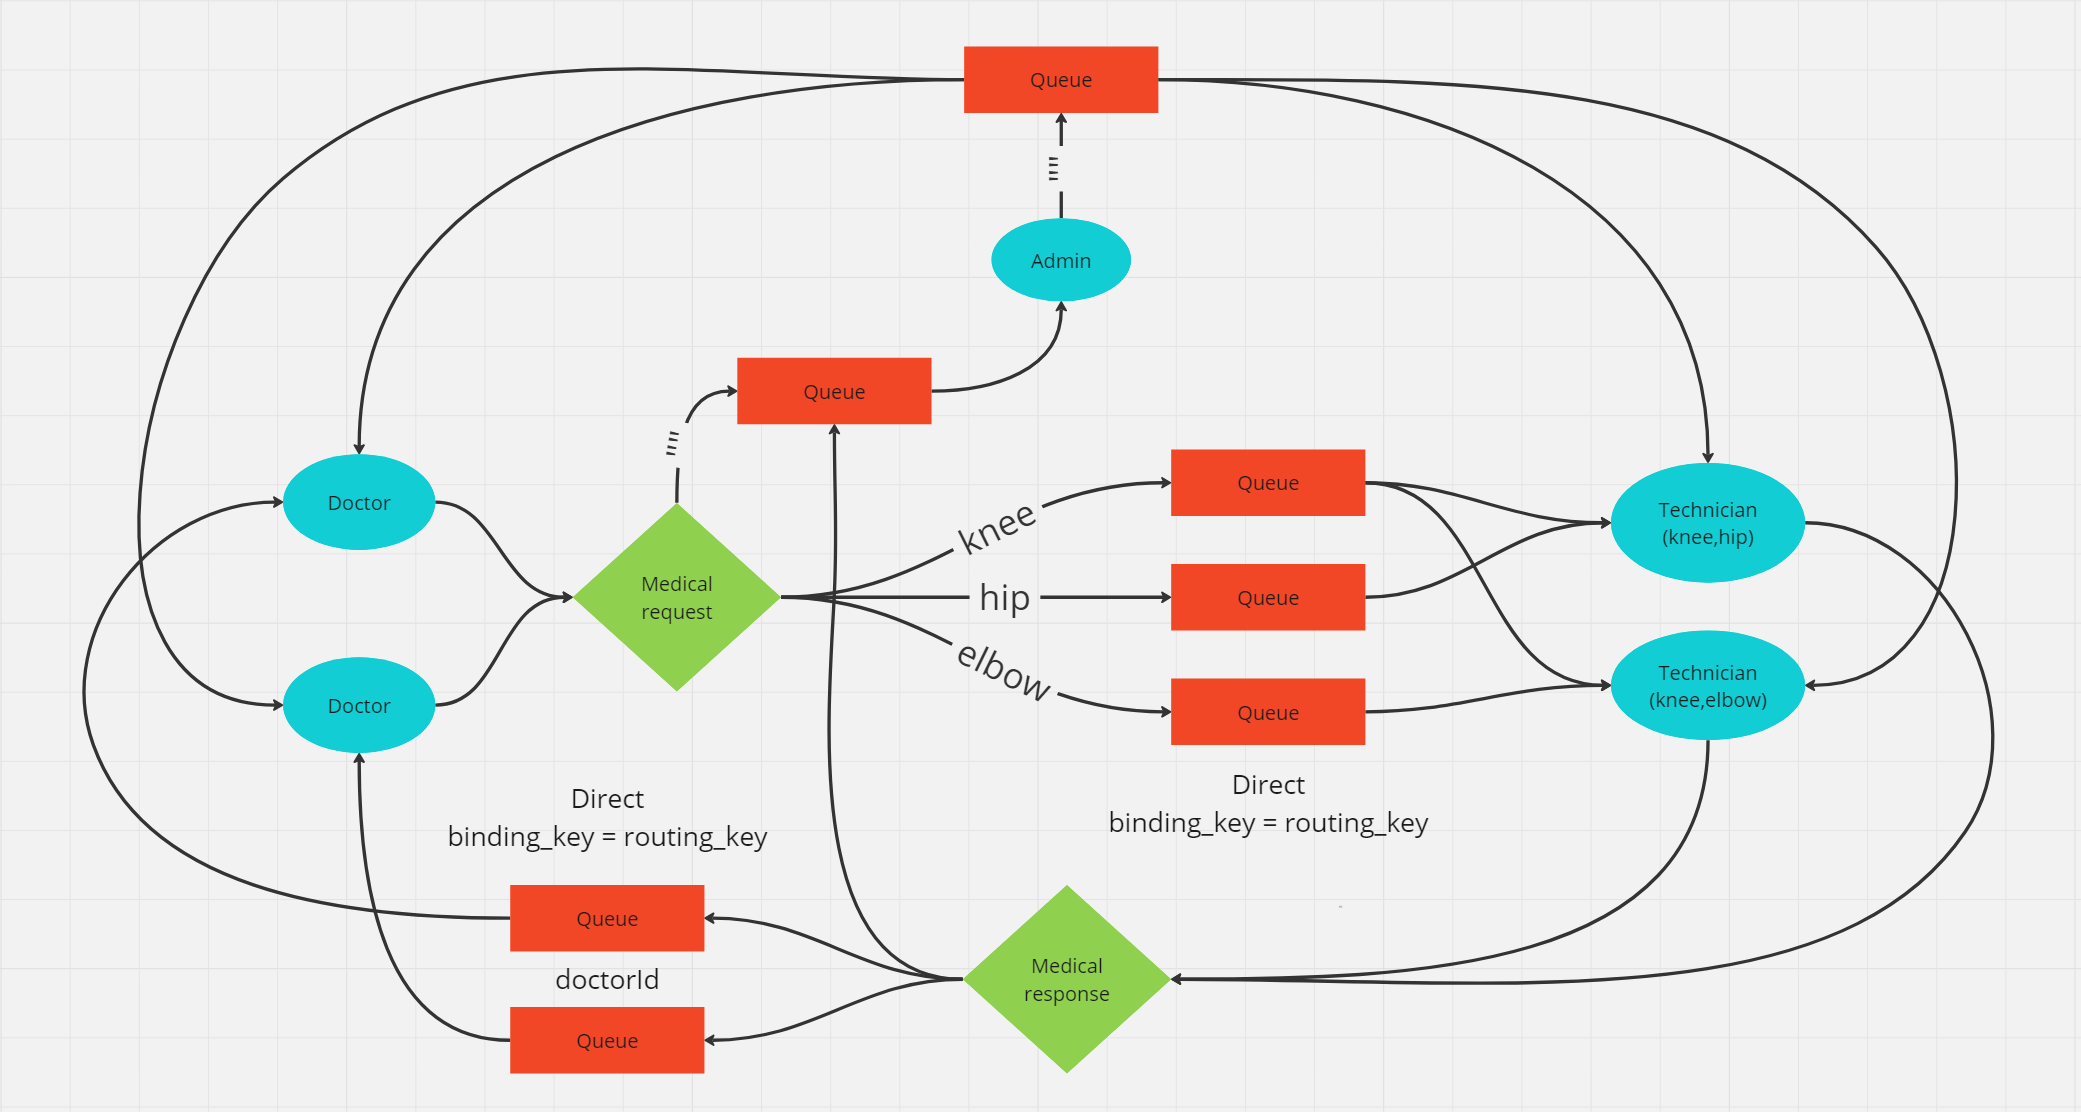 Queue
""
Admin
Queue
""
Doctor
Medical
request
knee
hip
elbow
Queue
Queue
Queue
Technician
(knee,hip)
Technician
(knee,elbow)
Doctor
Direct
binding_key = routing_key
Direct
binding_key = routing_key
Queue
doctorId
Queue
Medical
response